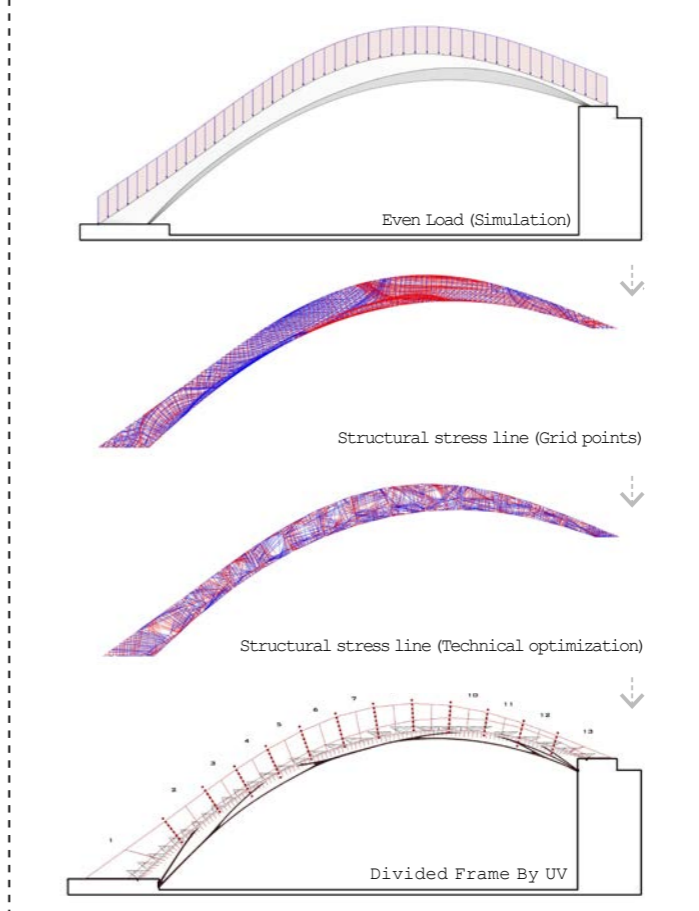 Even Load (Simulation)
Structural stress line (Grid points)
Structural stress line (Technical optimization)
1
2
3
4
5
6
7
10
11
12
13
Divided Frame By UV